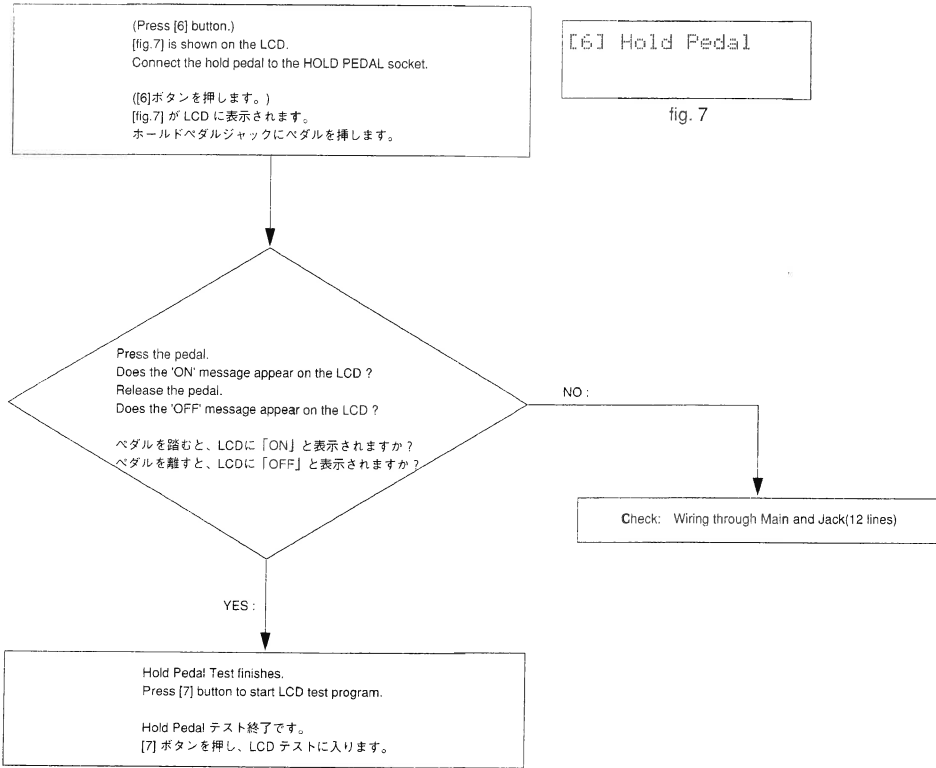 (Press [6] button.)
[fig.7] is shown on the LCD.
Connect the hold pedal to the HOLD PEDAL socket.
([6]ボタンを押します。)
[fig.7] が LCD に表示されます。
ホールドペダルジャックにペダルを挿します。
[6] Hold Pedal
fig. 7
Press the pedal.
Does the 'ON' message appear on the LCD ?
Release the pedal.
Does the 'OFF' message appear on the LCD ?
ペダルを踏むと、LCDに「ON」と表示されますか?
ペダルを離すと、LCDに「OFF」と表示されますか?
NO :
Check: Wiring through Main and Jack(12 lines)
YES :
Hold Pedal Test finishes.
Press [7] button to start LCD test program.
Hold Pedal テスト終了です。
[7] ボタンを押し、LCD テストに入ります。